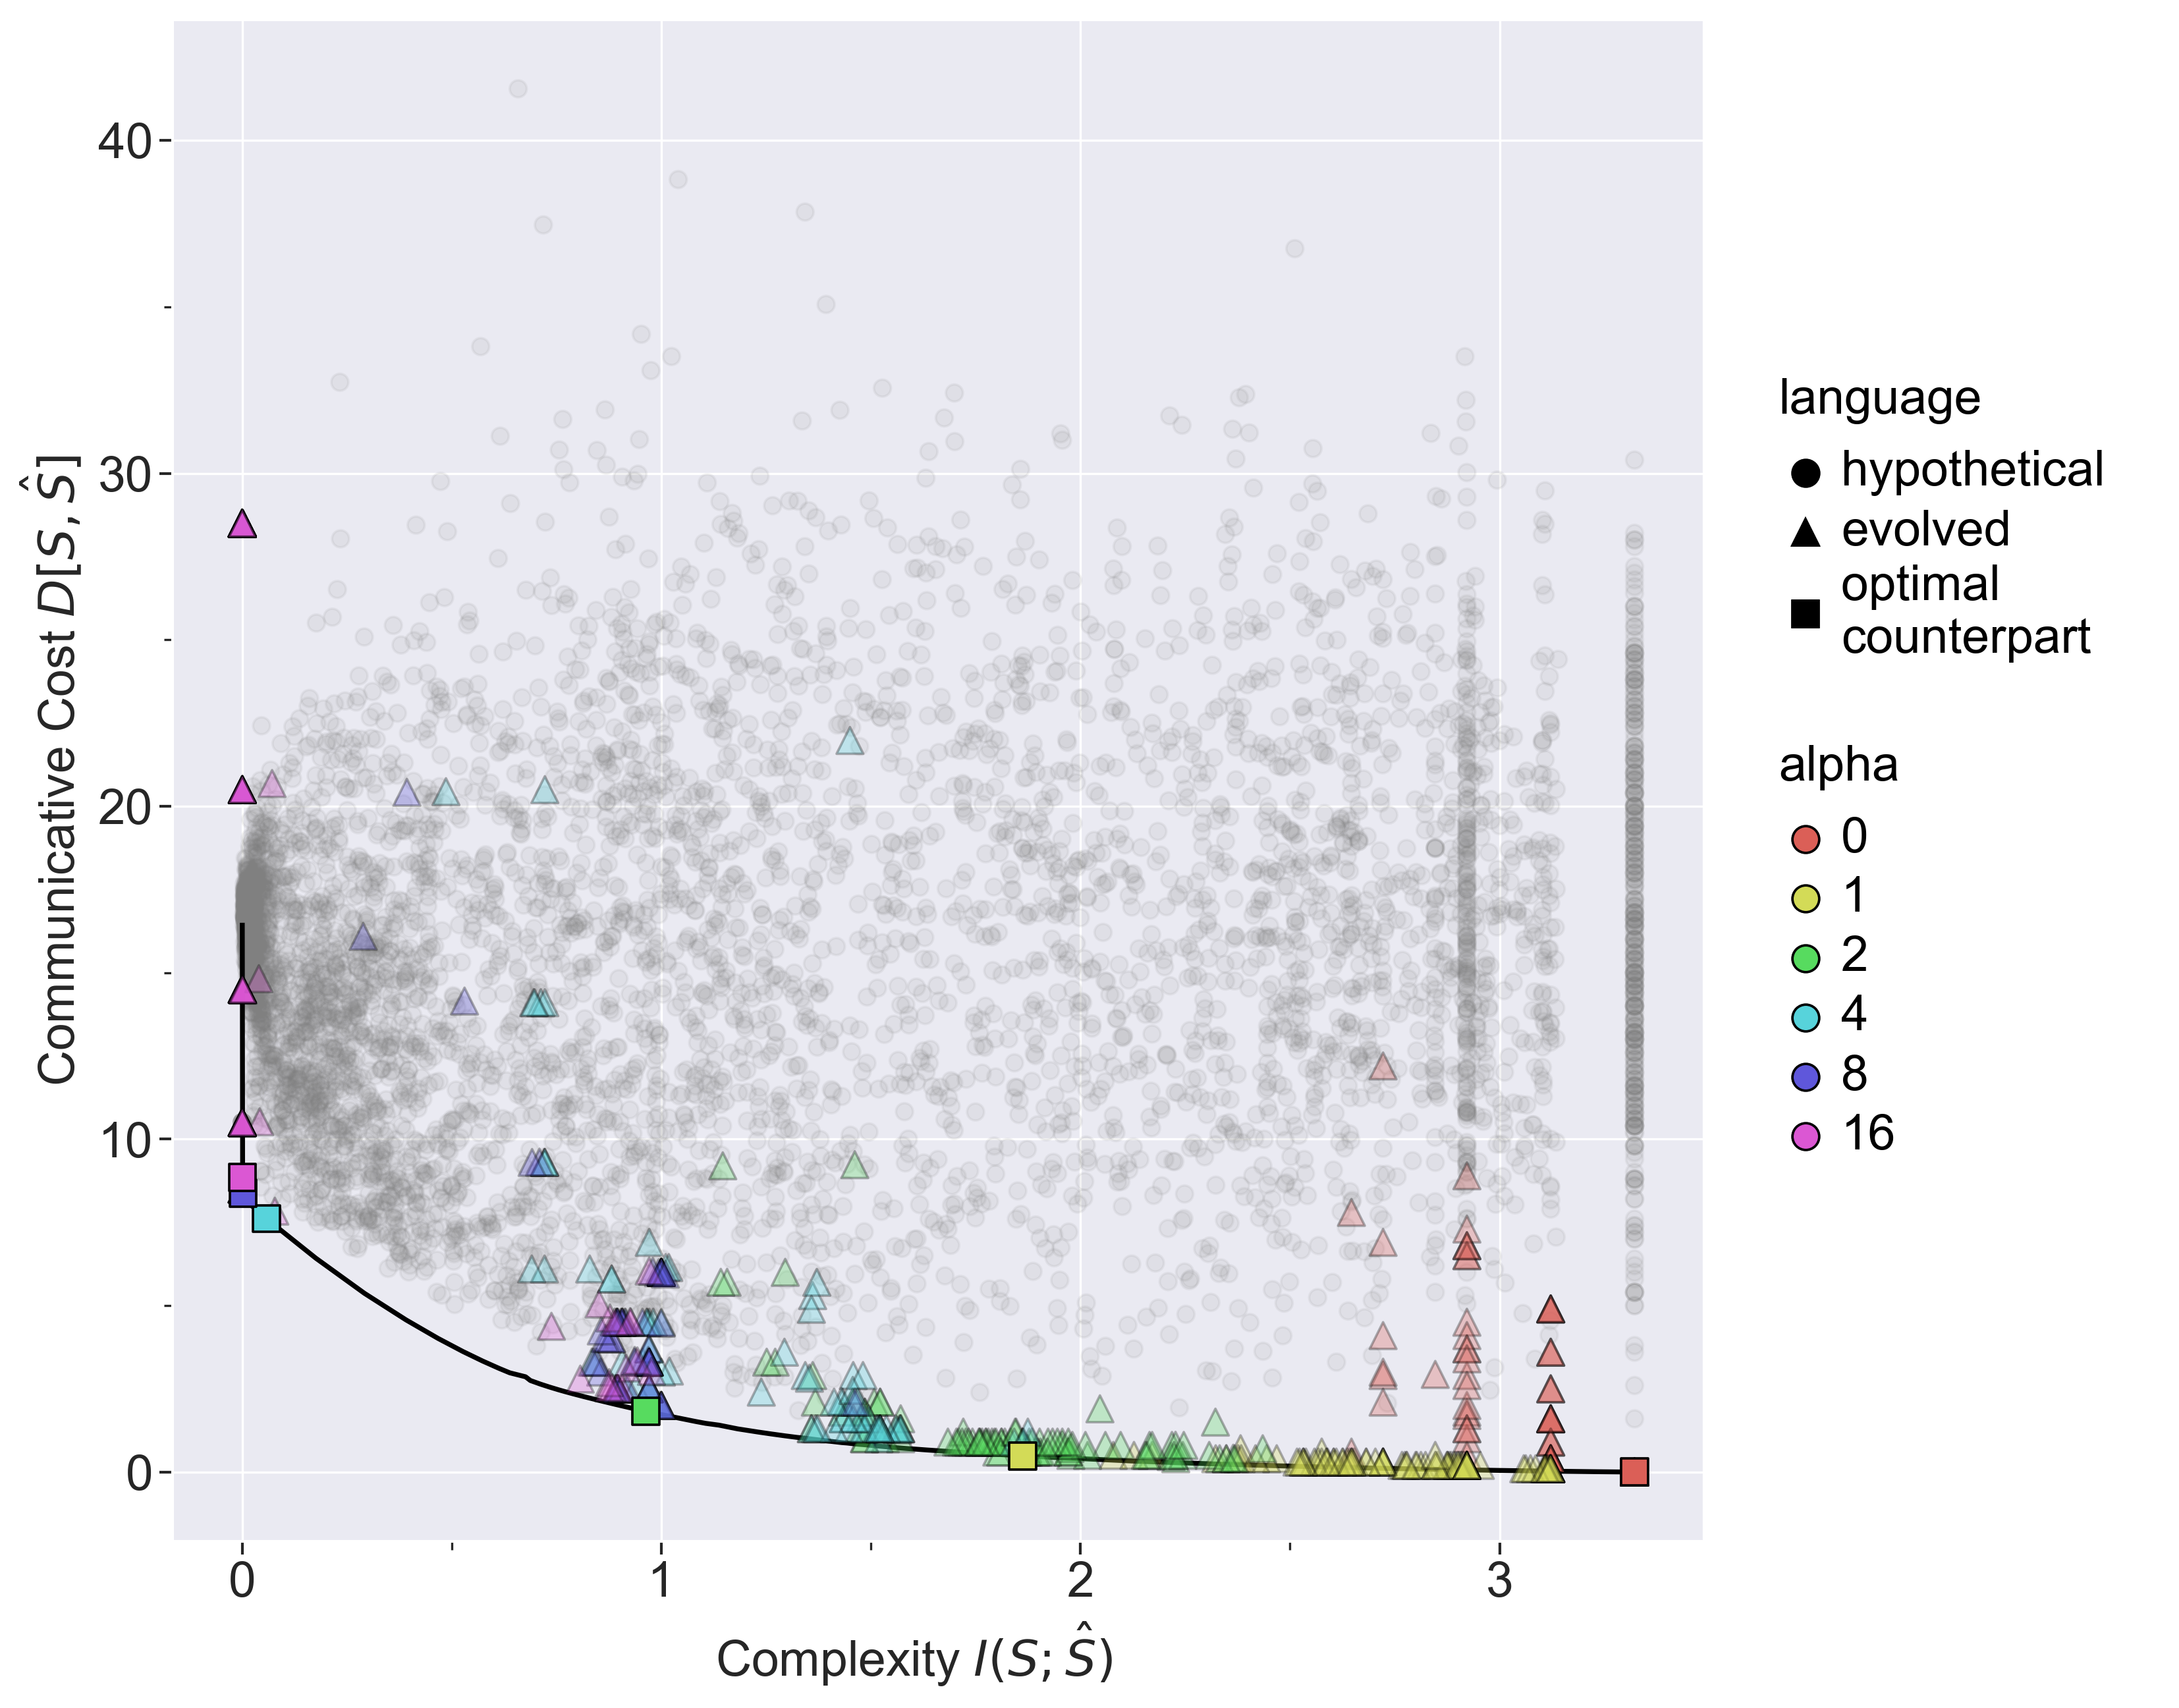 40
30
20
10
0
Communicative Cost D[S, Ŝ]
0
1
2
3
Complexity I(S; Ŝ)
language
hypothetical
evolved
optimal
counterpart
alpha
0
1
2
4
8
16